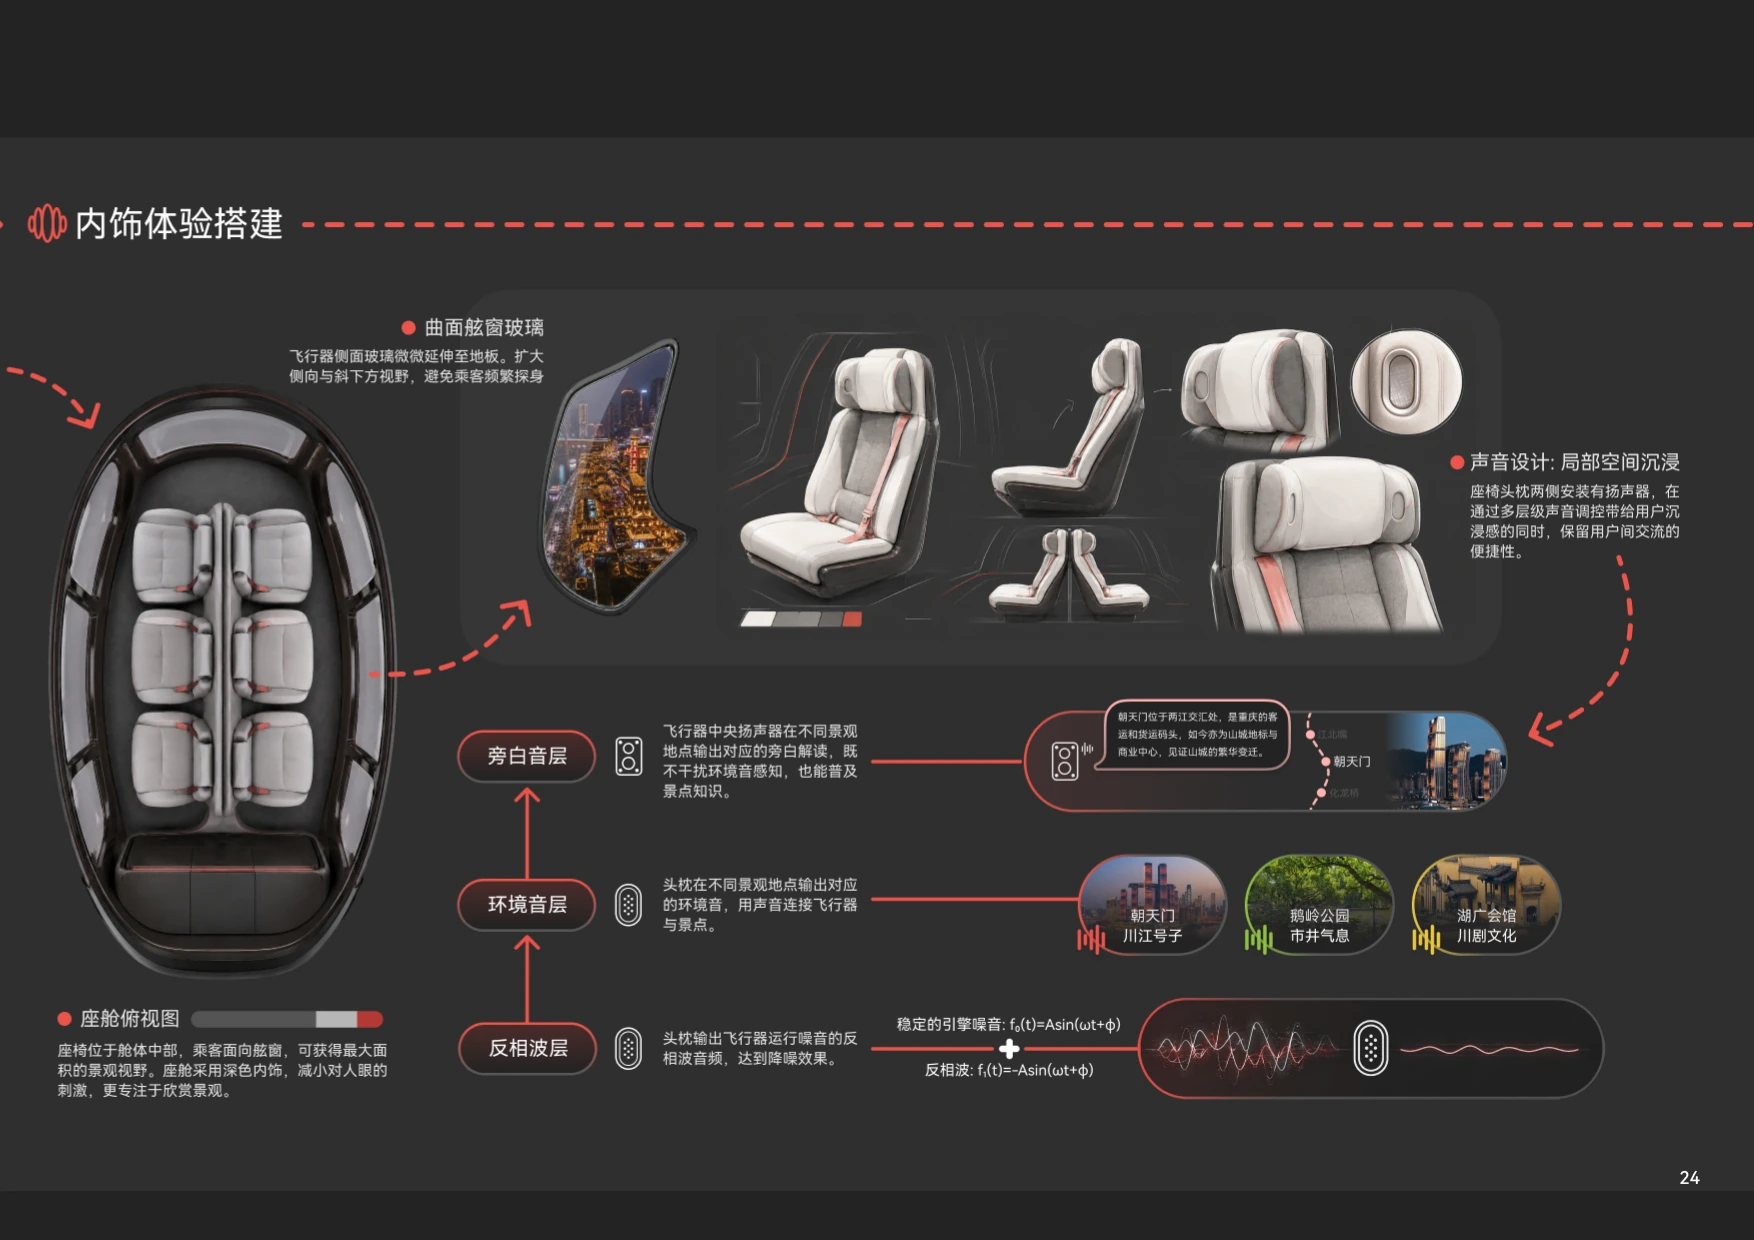 内饰体验搭建
曲面舷窗玻璃
飞行器侧面玻璃微微延伸至地板。扩大
侧向与斜下方视野，避免乘客频繁探身
声音设计: 局部空间沉浸
座椅头枕两侧安装有扬声器，在
通过多层级声音调控带给用户沉
浸感的同时，保留用户间交流的
便捷性。
座舱俯视图
座椅位于舱体中部，乘客面向舷窗，可获得最大面
积的景观视野。座舱采用深色内饰，减小对人眼的
刺激，更专注于欣赏景观。
旁白音层
飞行器中央扬声器在不同景观
地点输出对应的旁白解读，既
不干扰环境音感知，也能普及
景点知识。
朝天门位于两江交汇处，是重庆的客
运和货运码头，如今亦为山城地标与
商业中心，见证山城的繁华变迁。
江北嘴
朝天门
化龙桥
环境音层
头枕在不同景观地点输出对应
的环境音，用声音连接飞行器
与景点。
朝天门
川江号子
鹅岭公园
市井气息
湖广会馆
川剧文化
反相波层
头枕输出飞行器运行噪音的反
相波音频，达到降噪效果。
稳定的引擎噪音: f₀(t)=Asin(ωt+φ)
反相波: f₁(t)=-Asin(ωt+φ)
24